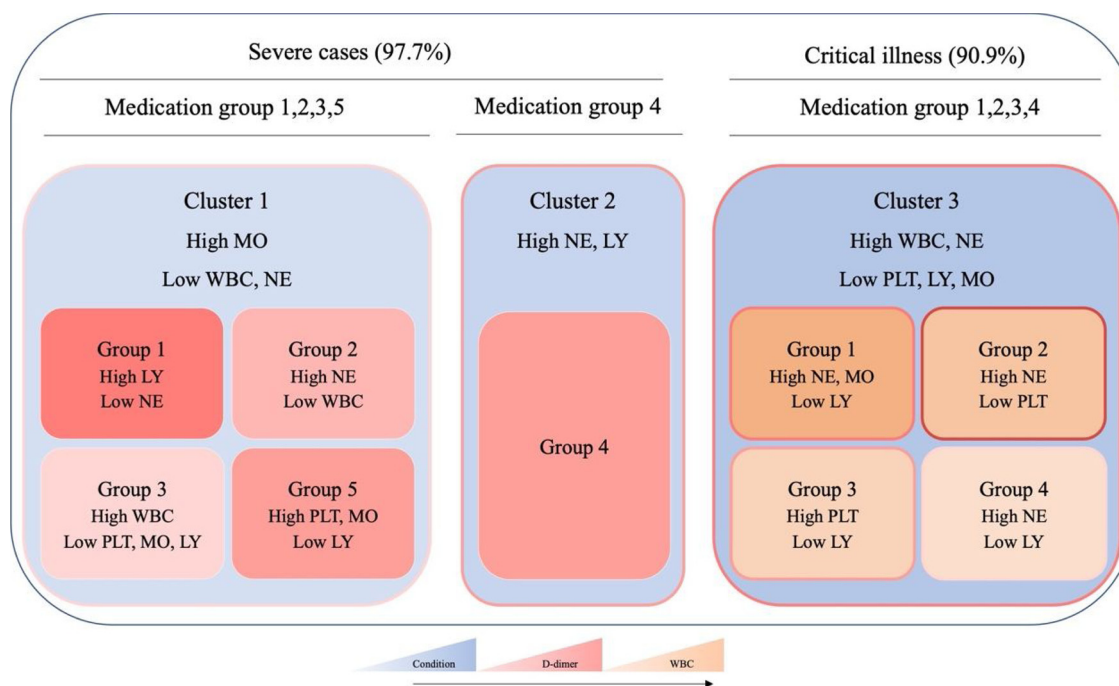 Severe cases (97.7%)
Critical illness (90.9%)
Medication group 1,2,3,5
Medication group 4
Medication group 1,2,3,4
Cluster 1
High MO
Low WBC, NE
Group 1
High LY
Low NE
Group 2
High NE
Low WBC
Group 3
High WBC
Low PLT, MO, LY
Group 5
High PLT, MO
Low LY
Cluster 2
High NE, LY
Group 4
Cluster 3
High WBC, NE
Low PLT, LY, MO
Group 1
High NE, MO
Low LY
Group 2
High NE
Low PLT
Group 3
High PLT
Low LY
Group 4
High NE
Low LY
Condition
D-dimer
WBC